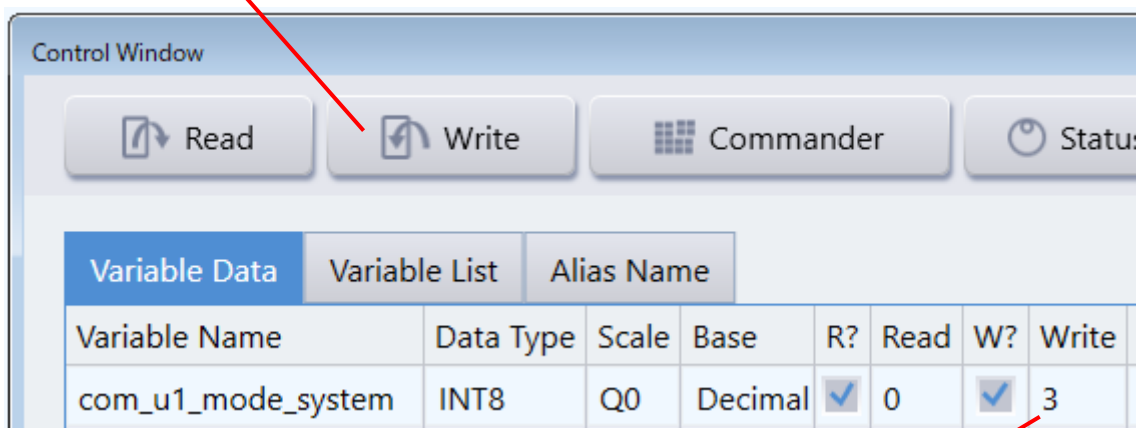 Control Window
Read Write Commander Statu
Variable Data Variable List Alias Name
Variable Name Data Type Scale Base R? Read W? Write
com_u1_mode_system INT8 Q0 Decimal 0 3